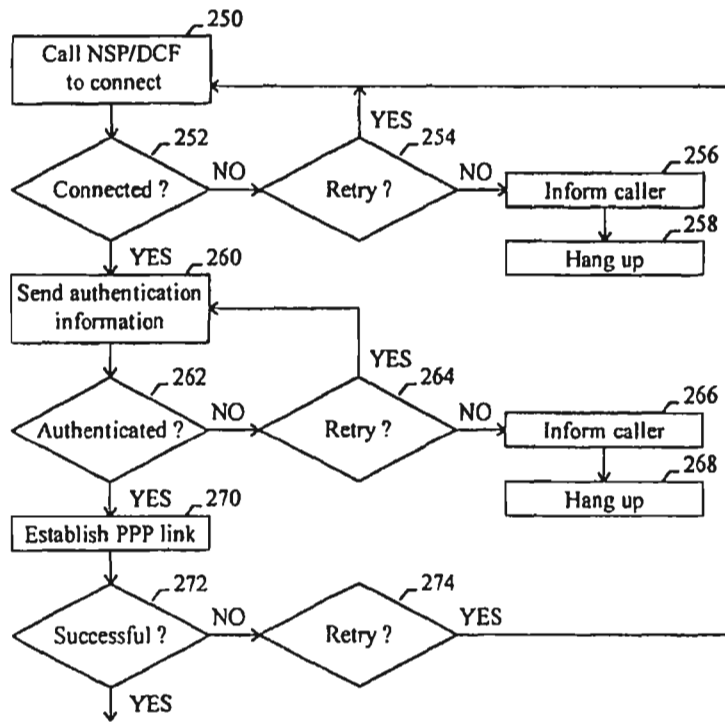 250
Call NSP/DCF
to connect
YES
252
254
256
Connected ?
NO
Retry ?
NO
Inform caller
258
Hang up
YES
260
Send authentication
information
YES
262
264
266
Authenticated ?
NO
Retry ?
NO
Inform caller
268
Hang up
YES
270
Establish PPP link
272
274
Successful ?
NO
Retry ?
YES
YES